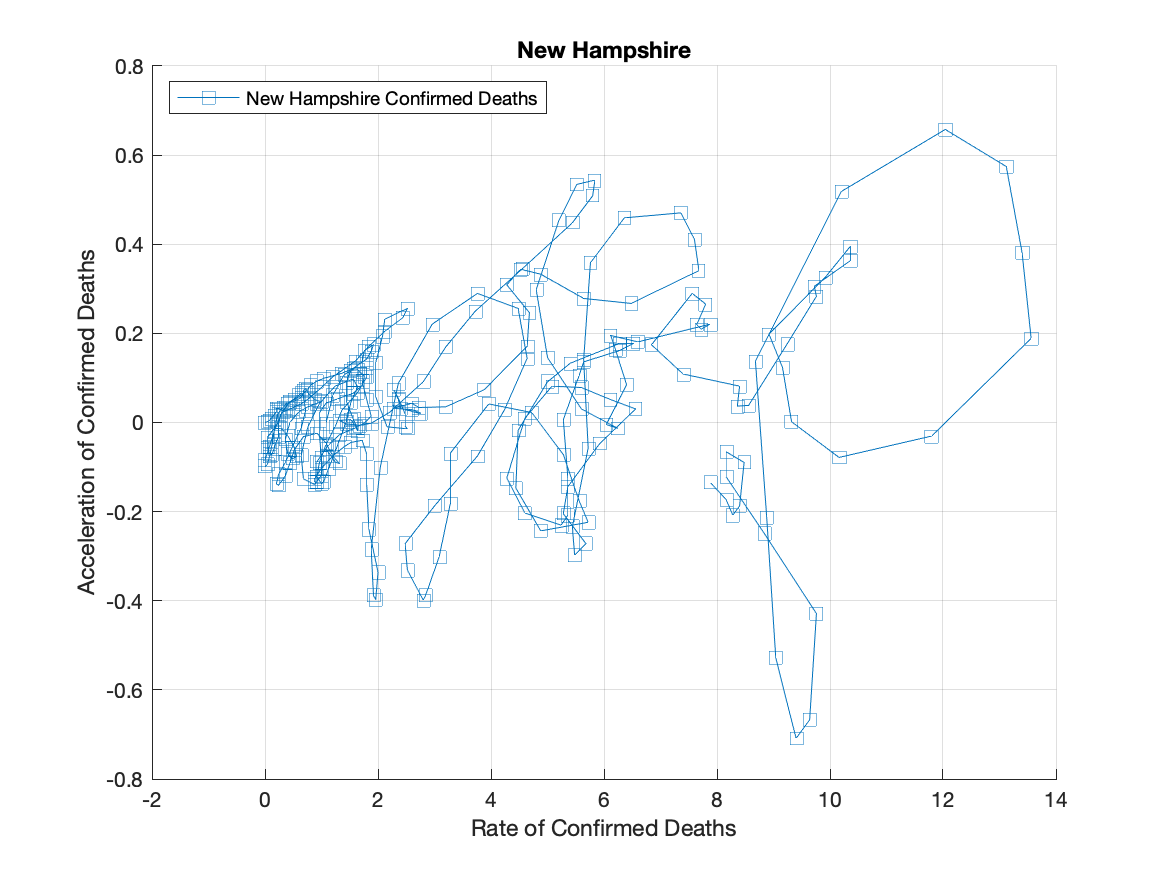 New Hampshire
New Hampshire Confirmed Deaths
0.8
0.6
0.4
0.2
0
-0.2
-0.4
-0.6
-0.8
Acceleration of Confirmed Deaths
-2 0 2 4 6 8 10 12 14
Rate of Confirmed Deaths